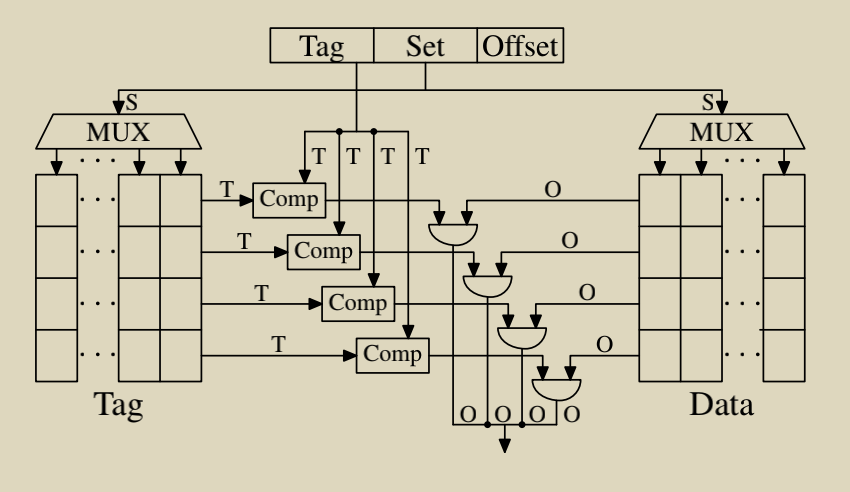 Tag Set Offset
S S
MUX MUX
T T T T
T Comp O
T Comp O
T Comp O
T Comp O
Tag Data
O O O O